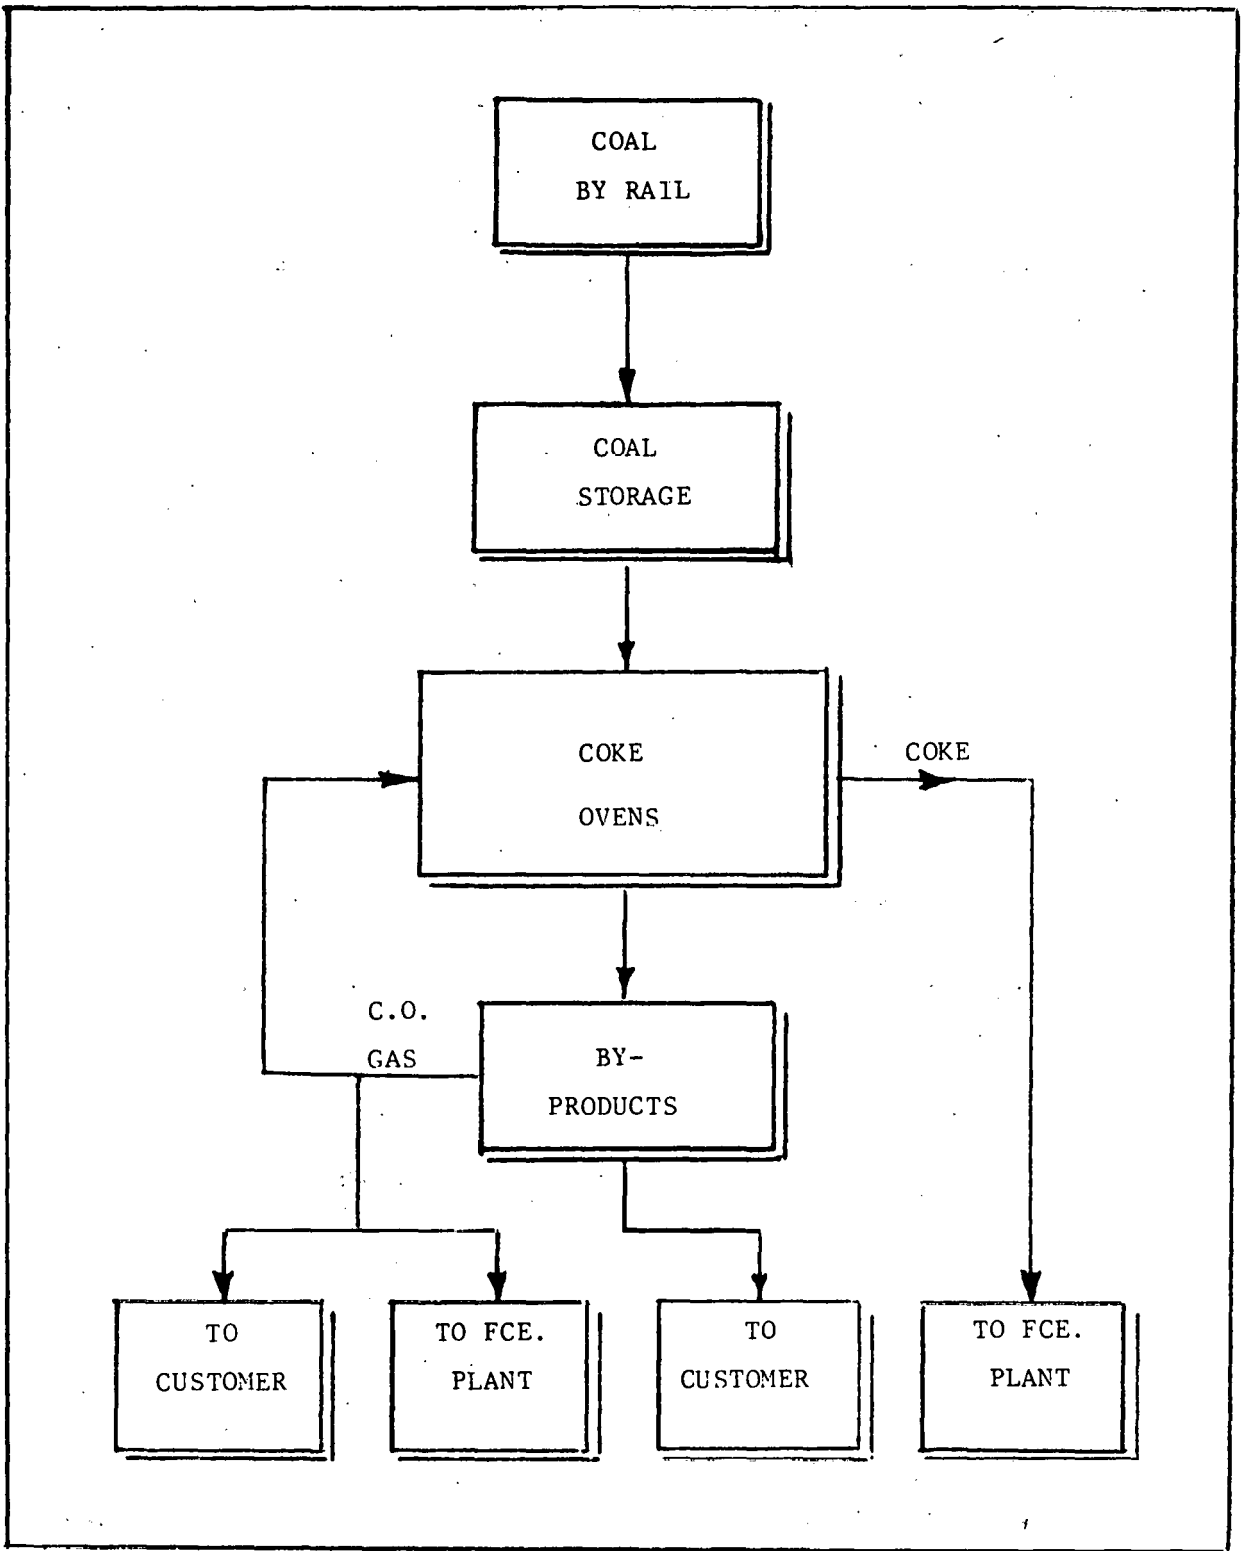 COAL
BY RAIL
COAL
STORAGE
COKE
OVENS
COKE
C.O.
GAS
BY-
PRODUCTS
TO
CUSTOMER
TO FCE.
PLANT
TO
CUSTOMER
TO FCE.
PLANT